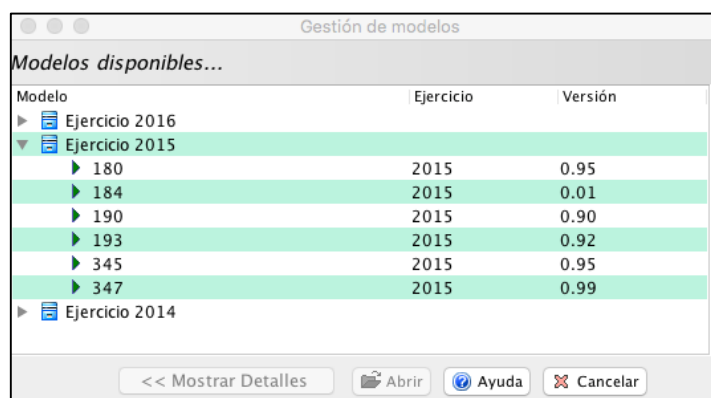 Gestión de modelos
Modelos disponibles...
Modelo Ejercicio Versión
Ejercicio 2016
Ejercicio 2015
180 2015 0.95
184 2015 0.01
190 2015 0.90
193 2015 0.92
345 2015 0.95
347 2015 0.99
Ejercicio 2014
<< Mostrar Detalles Abrir Ayuda Cancelar